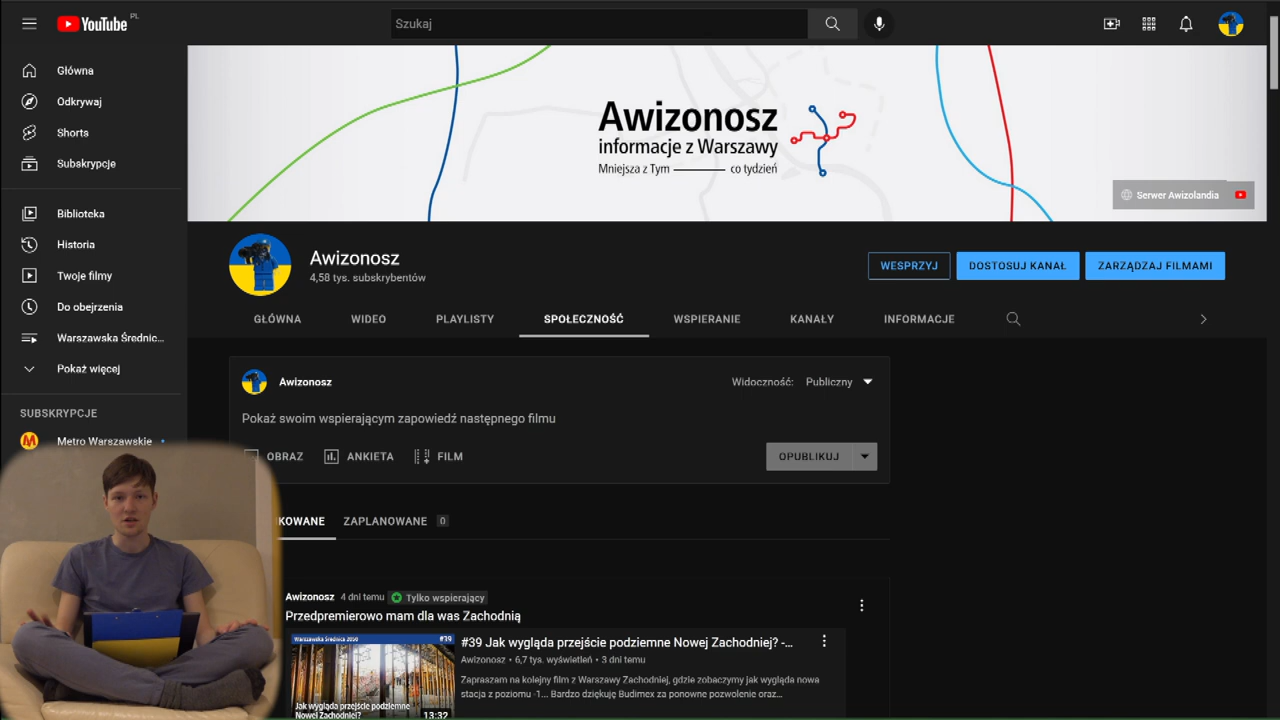 YouTube PL
Szukaj
Główna
Odkrywaj
Shorts
Subskrypcje
Biblioteka
Historia
Twoje filmy
Do obejrzenia
Warszawska Średnic...
Pokaż więcej
SUBSKRYPCJE
Metro Warszawskie
Awizonosz
informacje z Warszawy
Mniejsza z Tym co tydzień
Serwer Awizolandia
Awizonosz
4,58 tys. subskrybentów
WESPRZYJ
DOSTOSUJ KANAŁ
ZARZĄDZAJ FILMAMI
GŁÓWNA WIDEO PLAYLISTY SPOŁECZNOŚĆ WSPIERANIE KANAŁY INFORMACJE
Awizonosz
Widoczność: Publiczny
Pokaż swoim wspierającym zapowiedź następnego filmu
OBRAZ ANKIETA FILM
OPUBLIKUJ
KOWANE ZAPLANOWANE 0
Awizonosz 4 dni temu Tylko wspierający
Przedpremierowo mam dla was Zachodnią
Warszawska Średnica 2050 #39
Jak wygląda przejście podziemne
Nowej Zachodniej?
13:32
#39 Jak wygląda przejście podziemne Nowej Zachodniej? -...
Awizonosz • 6,7 tys. wyświetleń • 3 dni temu
Zapraszam na kolejny film z Warszawy Zachodniej, gdzie zobaczymy jak wygląda nowa
stacja z poziomu -1... Bardzo dziękuję Budimex za ponowne pozwolenie oraz...